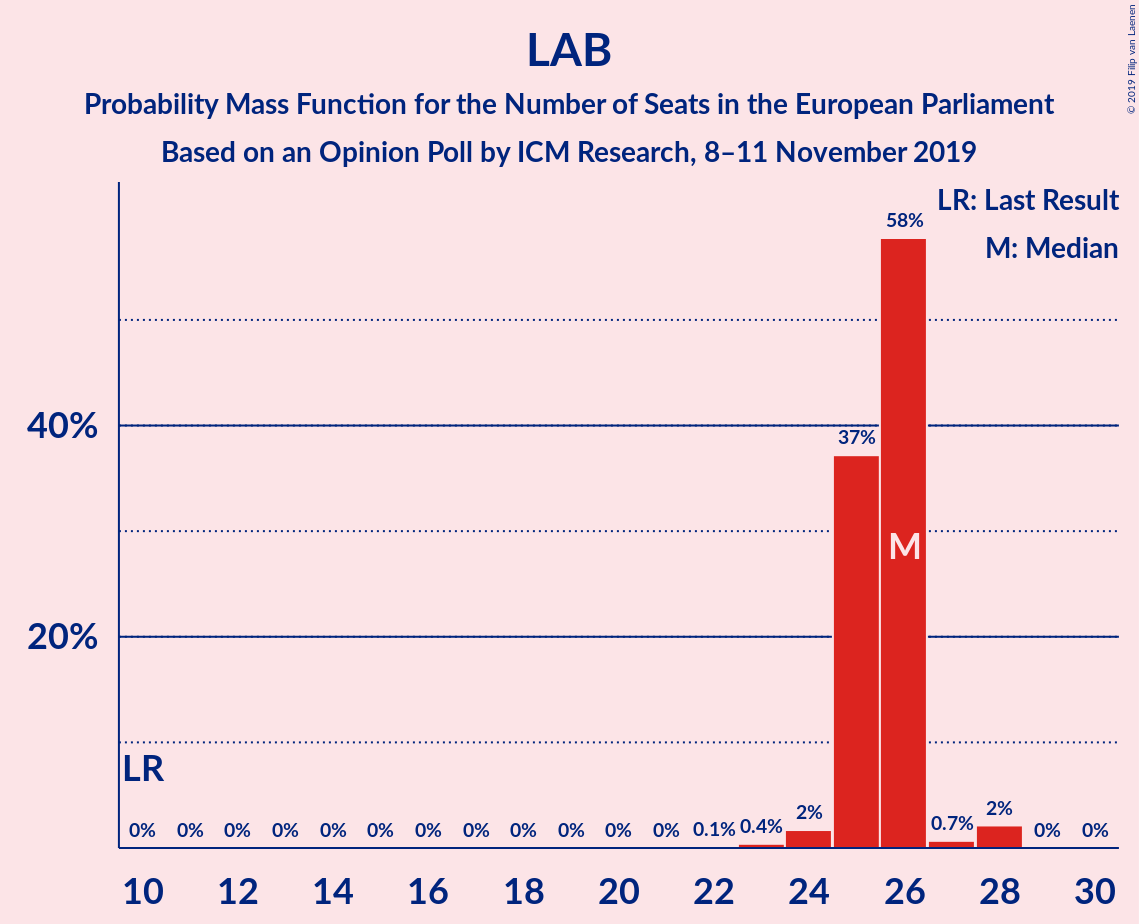 LAB
Probability Mass Function for the Number of Seats in the European Parliament
Based on an Opinion Poll by ICM Research, 8–11 November 2019
© 2019 Filip van Laenen
LR: Last Result
M: Median
58%
40%
37%
M
20%
LR
0% 0% 0% 0% 0% 0% 0% 0% 0% 0% 0% 0% 0.1% 0.4% 2% 0.7% 2% 0% 0%
10 12 14 16 18 20 22 24 26 28 30